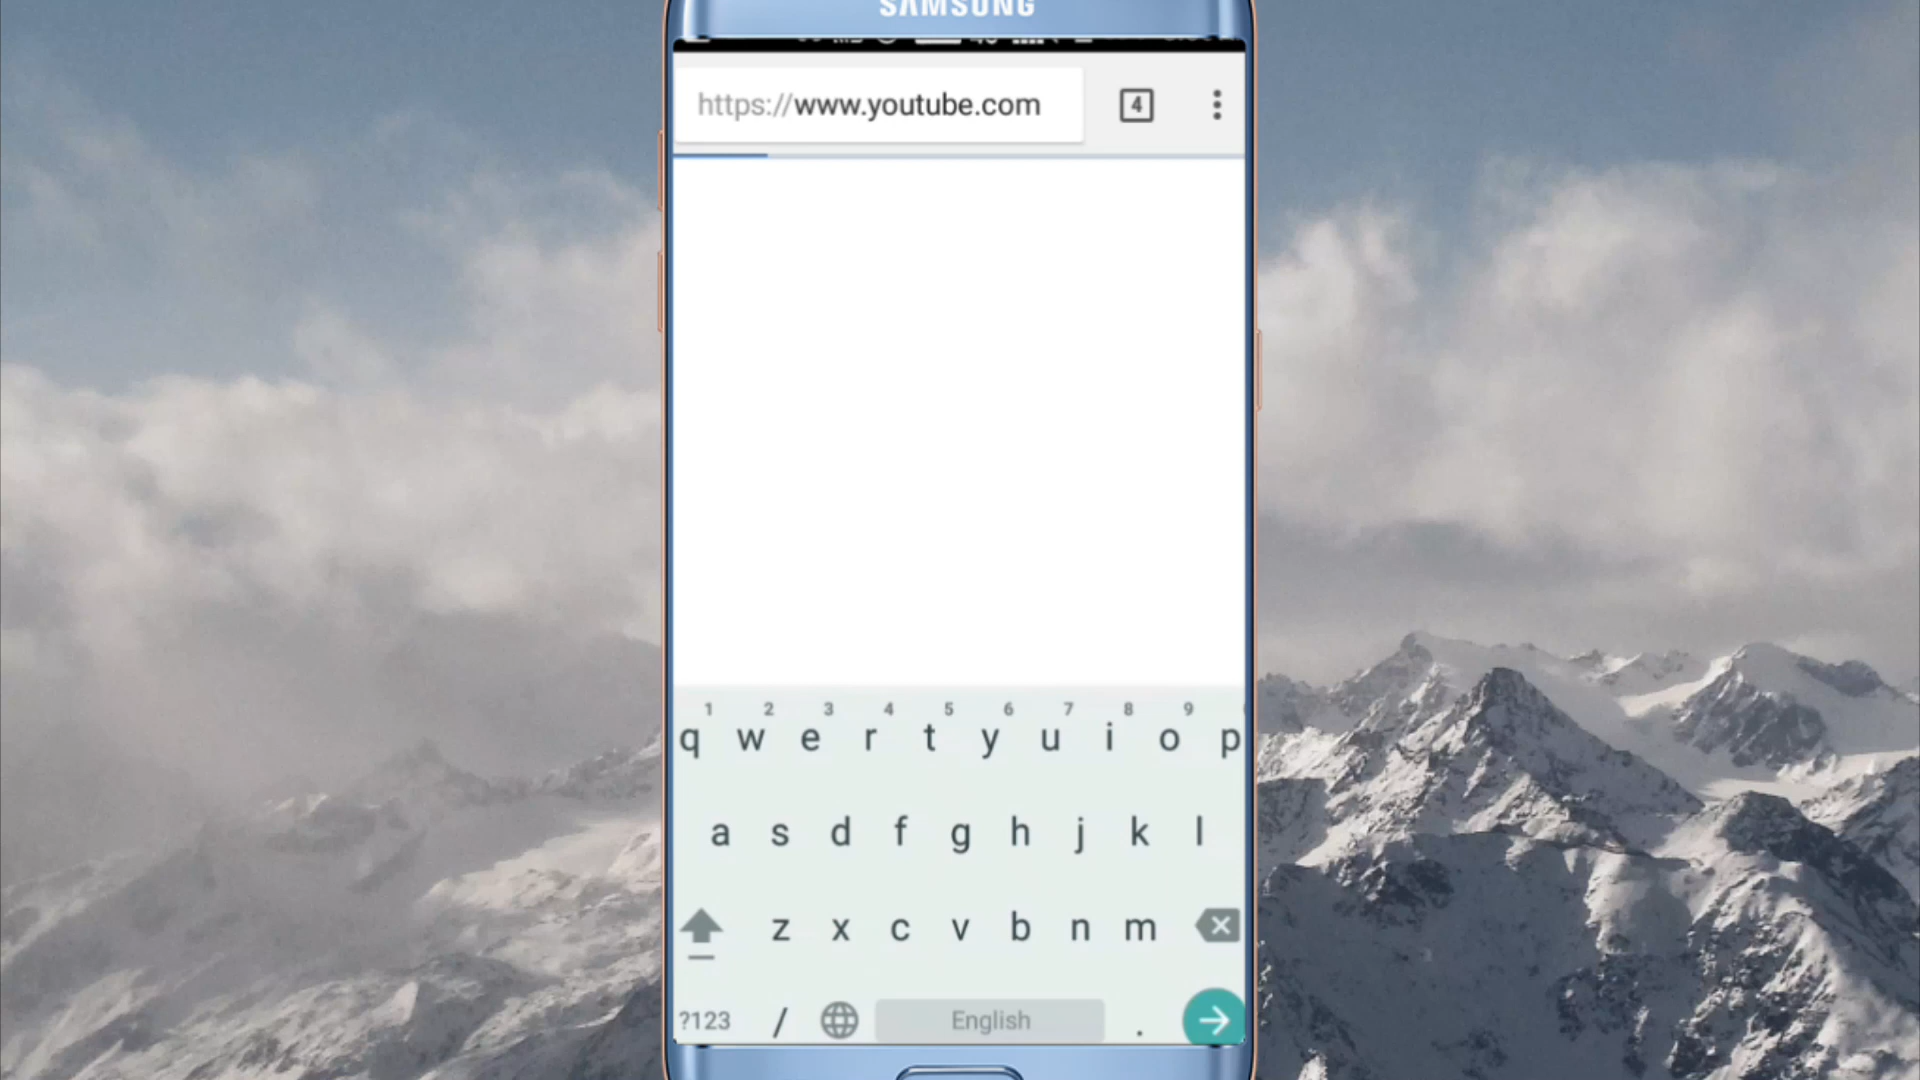 SAMSUNG
https://www.youtube.com 4
1 2 3 4 5 6 7 8 9
q w e r t y u i o p
a s d f g h j k l
z x c v b n m
?123 / English .